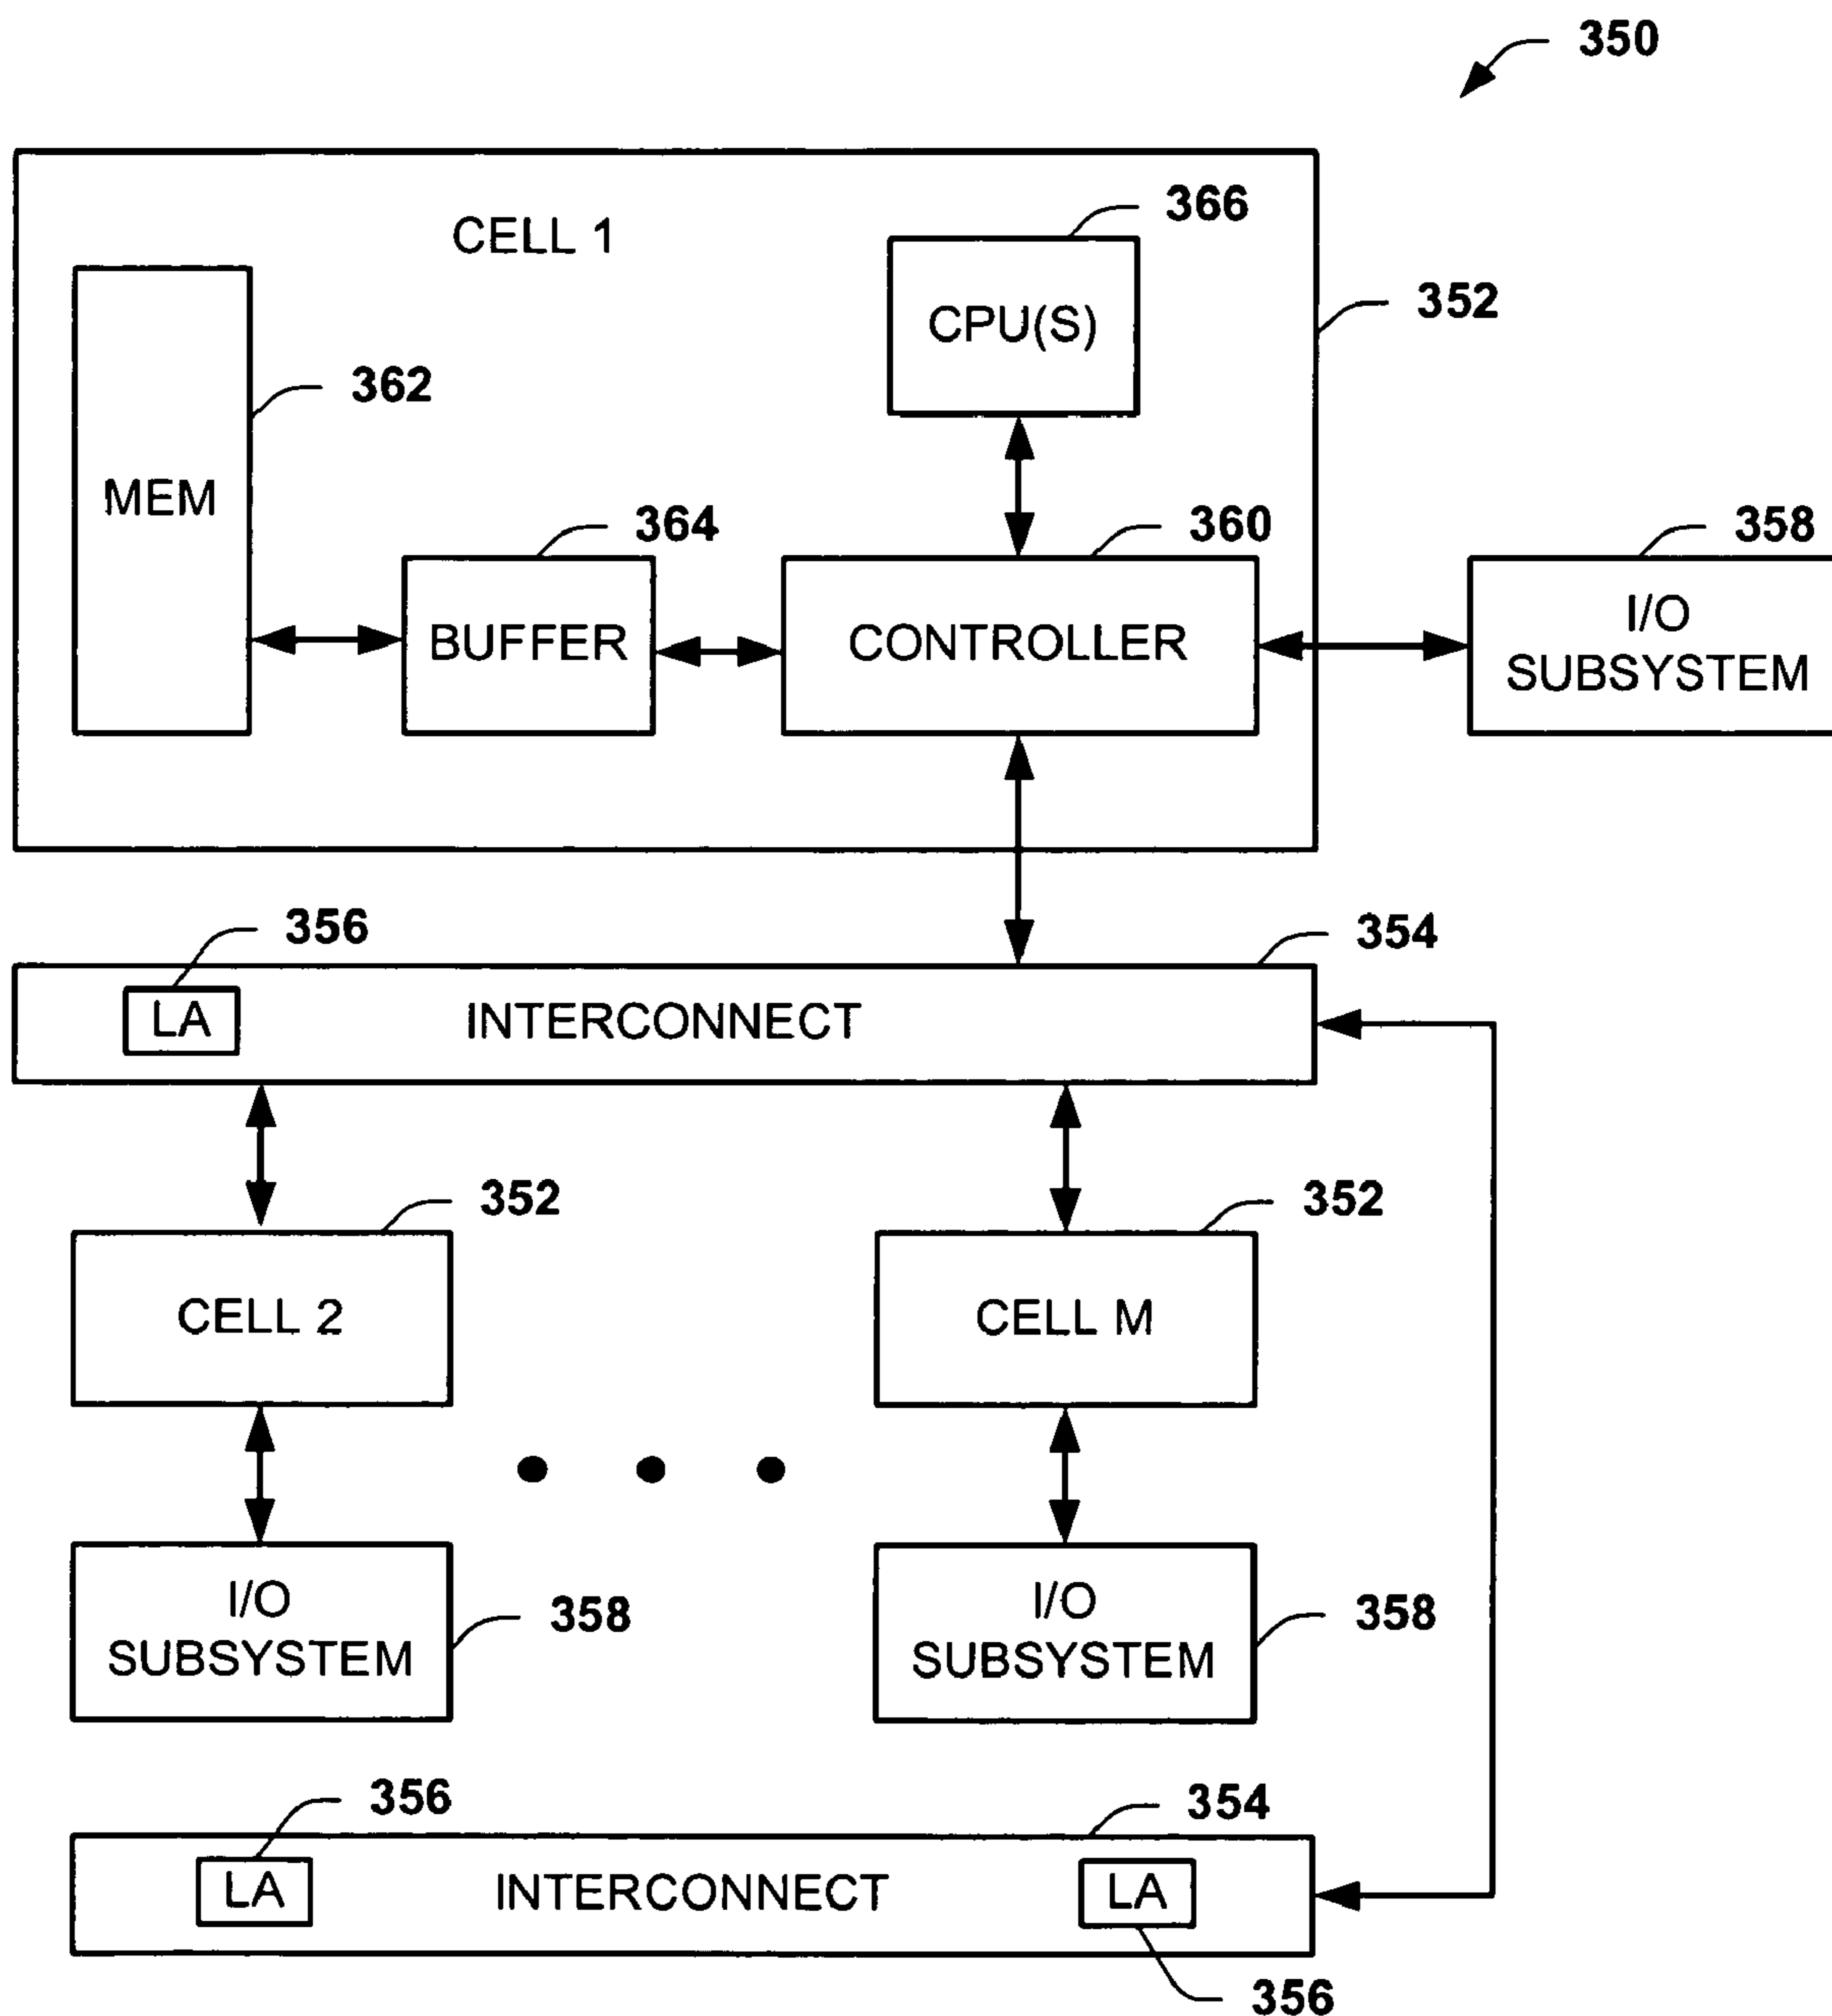 350
CELL 1
366
CPU(S)
352
362
MEM
364
360
358
BUFFER
CONTROLLER
I/O
SUBSYSTEM
356
354
LA
INTERCONNECT
352
352
CELL 2
CELL M
I/O
SUBSYSTEM
358
I/O
SUBSYSTEM
358
356
354
LA
INTERCONNECT
LA
356